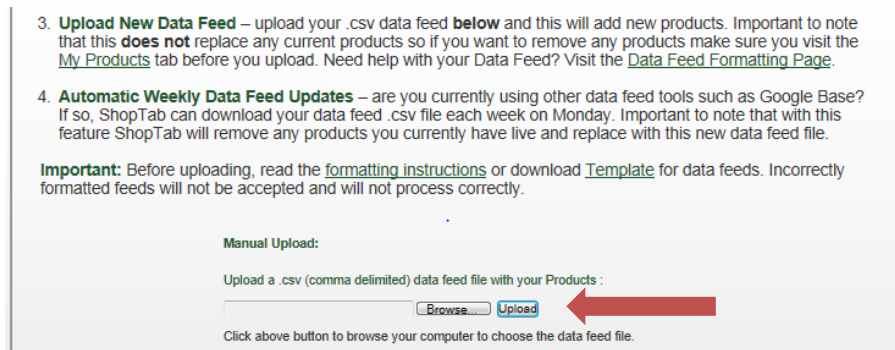 3. Upload New Data Feed – upload your .csv data feed below and this will add new products. Important to note
that this does not replace any current products so if you want to remove any products make sure you visit the
My Products tab before you upload. Need help with your Data Feed? Visit the Data Feed Formatting Page.
4. Automatic Weekly Data Feed Updates – are you currently using other data feed tools such as Google Base?
If so, ShopTab can download your data feed .csv file each week on Monday. Important to note that with this
feature ShopTab will remove any products you currently have live and replace with this new data feed file.
Important: Before uploading, read the formatting instructions or download Template for data feeds. Incorrectly
formatted feeds will not be accepted and will not process correctly.
Manual Upload:
Upload a .csv (comma delimited) data feed file with your Products :
Browse... Upload
Click above button to browse your computer to choose the data feed file.